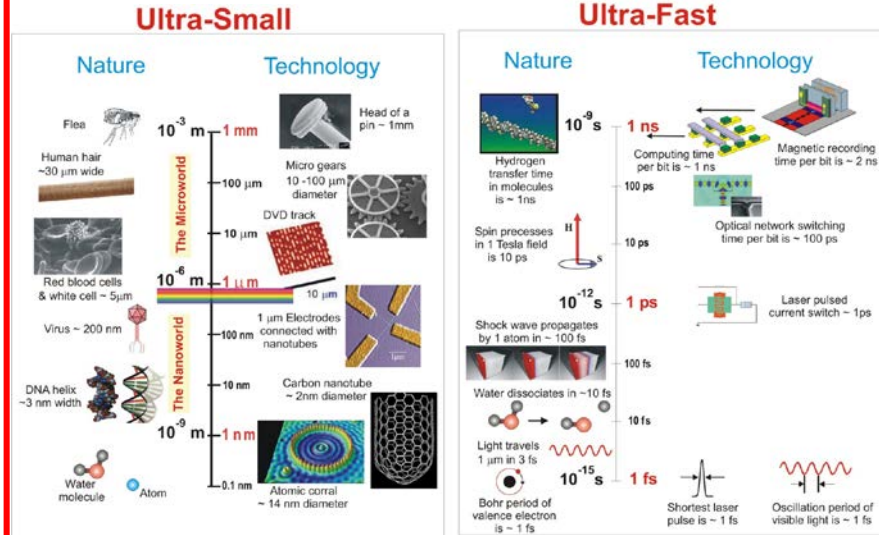 Ultra-Small
Nature
Technology
Flea
10-3 m
1 mm
Head of a
pin ~ 1mm
Human hair
~30 μm wide
The Microworld
100 μm
Micro gears
10 -100 μm
diameter
DVD track
10 μm
Red blood cells
& white cell ~ 5μm
10-6 m
1 μm
10 μm
Virus ~ 200 nm
The Nanoworld
100 nm
1 μm Electrodes
connected with
nanotubes
1μm
DNA helix
~3 nm width
10 nm
Carbon nanotube
~ 2nm diameter
10-9 m
1 nm
Water
molecule
Atom
0.1 nm
Atomic corral
~ 14 nm diameter
Ultra-Fast
Nature
Technology
10-9 s
1 ns
Hydrogen
transfer time
in molecules
is ~ 1ns
Computing time
per bit is ~ 1 ns
Magnetic recording
time per bit is ~ 2 ns
100 ps
Optical network switching
time per bit is ~ 100 ps
H
S
Spin precesses
in 1 Tesla field
is 10 ps
10 ps
10-12 s
1 ps
Laser pulsed
current switch ~ 1ps
Shock wave propagates
by 1 atom in ~ 100 fs
100 fs
Water dissociates in ~10 fs
10 fs
Light travels
1 μm in 3 fs
10-15 s
1 fs
Bohr period of
valence electron
is ~ 1 fs
Shortest laser
pulse is ~ 1 fs
Oscillation period of
visible light is ~ 1 fs